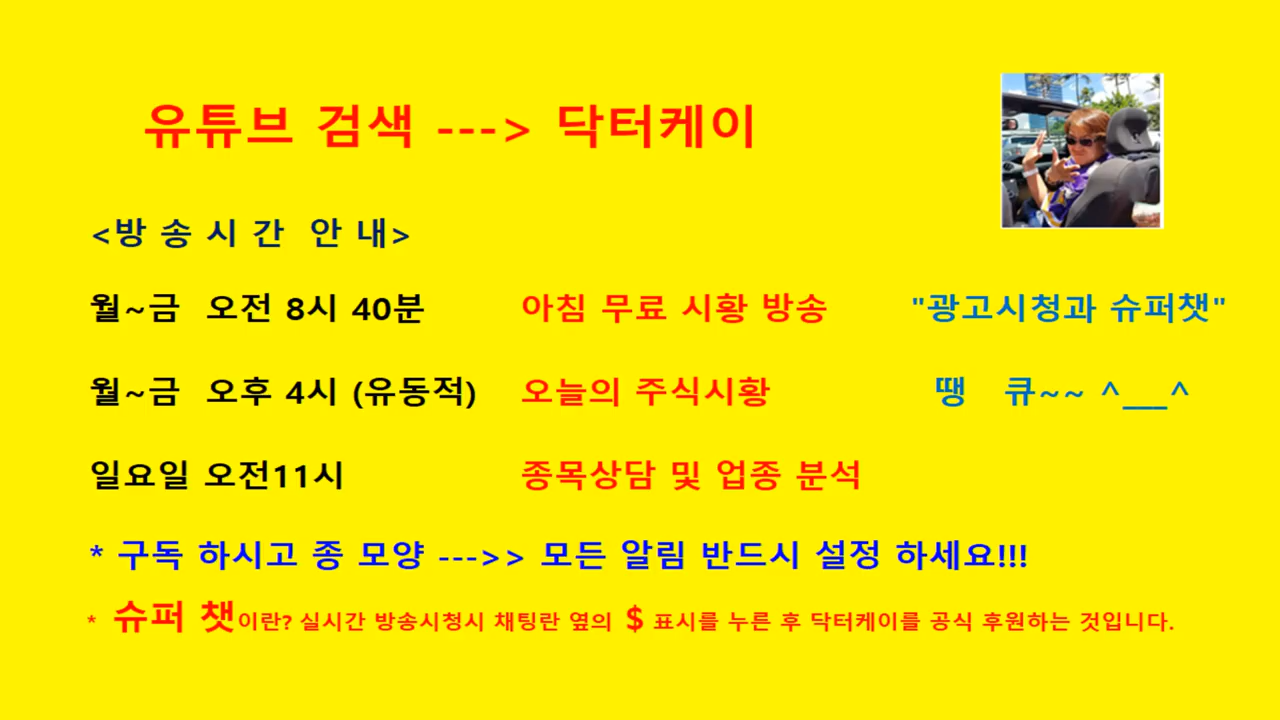 유튜브 검색 ---> 닥터케이
<방 송 시 간 안 내>
월~금 오전 8시 40분 아침 무료 시황 방송 "광고시청과 슈퍼챗"
월~금 오후 4시 (유동적) 오늘의 주식시황 땡 큐~~ ^___^
일요일 오전11시 종목상담 및 업종 분석
* 구독 하시고 종 모양 --->> 모든 알림 반드시 설정 하세요!!!
* 슈퍼 챗이란? 실시간 방송시청시 채팅란 옆의 $ 표시를 누른 후 닥터케이를 공식 후원하는 것입니다.